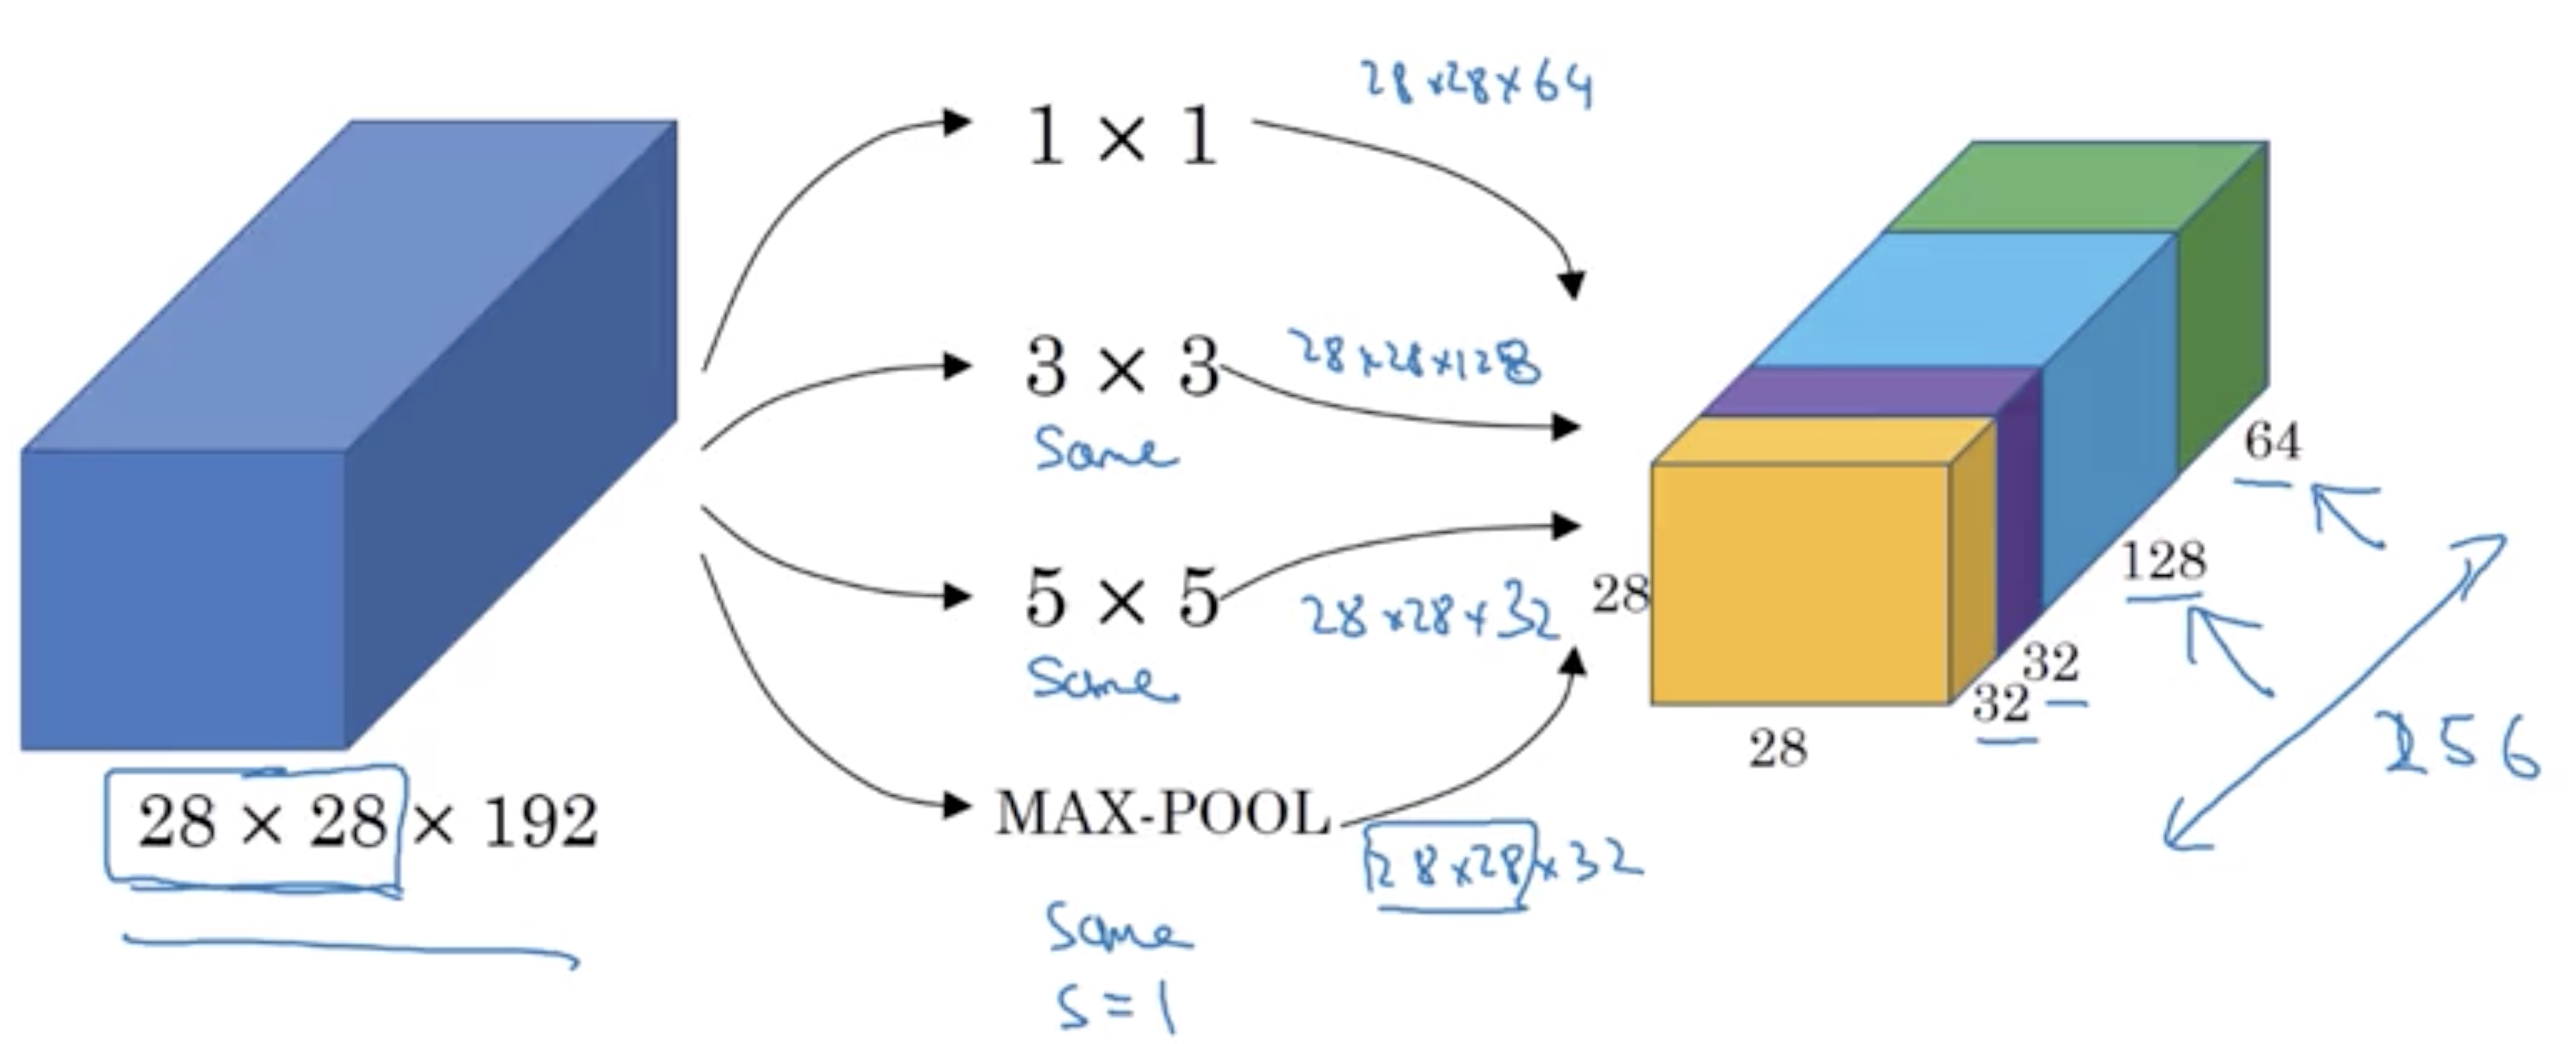 28 × 28 × 64
1 × 1
28 × 28 × 128
3 × 3
Same
28 × 28 × 32
5 × 5
Same
MAX-POOL
28 × 28 × 32
Same
s = 1
28 × 28 × 192
28
28
32
32
128
64
256